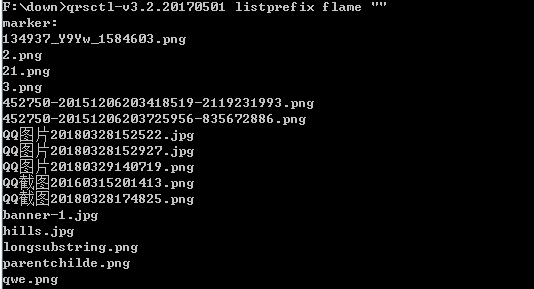 F:\down>qrsctl-v3.2.20170501 listprefix flame ""
marker:
134937_Y9Yw_1584603.png
2.png
21.png
3.png
452750-20151206203418519-2119231993.png
452750-20151206203725956-835672886.png
QQ图片20180328152522.jpg
QQ图片20180328152927.jpg
QQ图片20180329140719.png
QQ截图20160315201413.png
QQ截图20180328174825.png
banner-1.jpg
hills.jpg
longsubstring.png
parentchilde.png
qwe.png